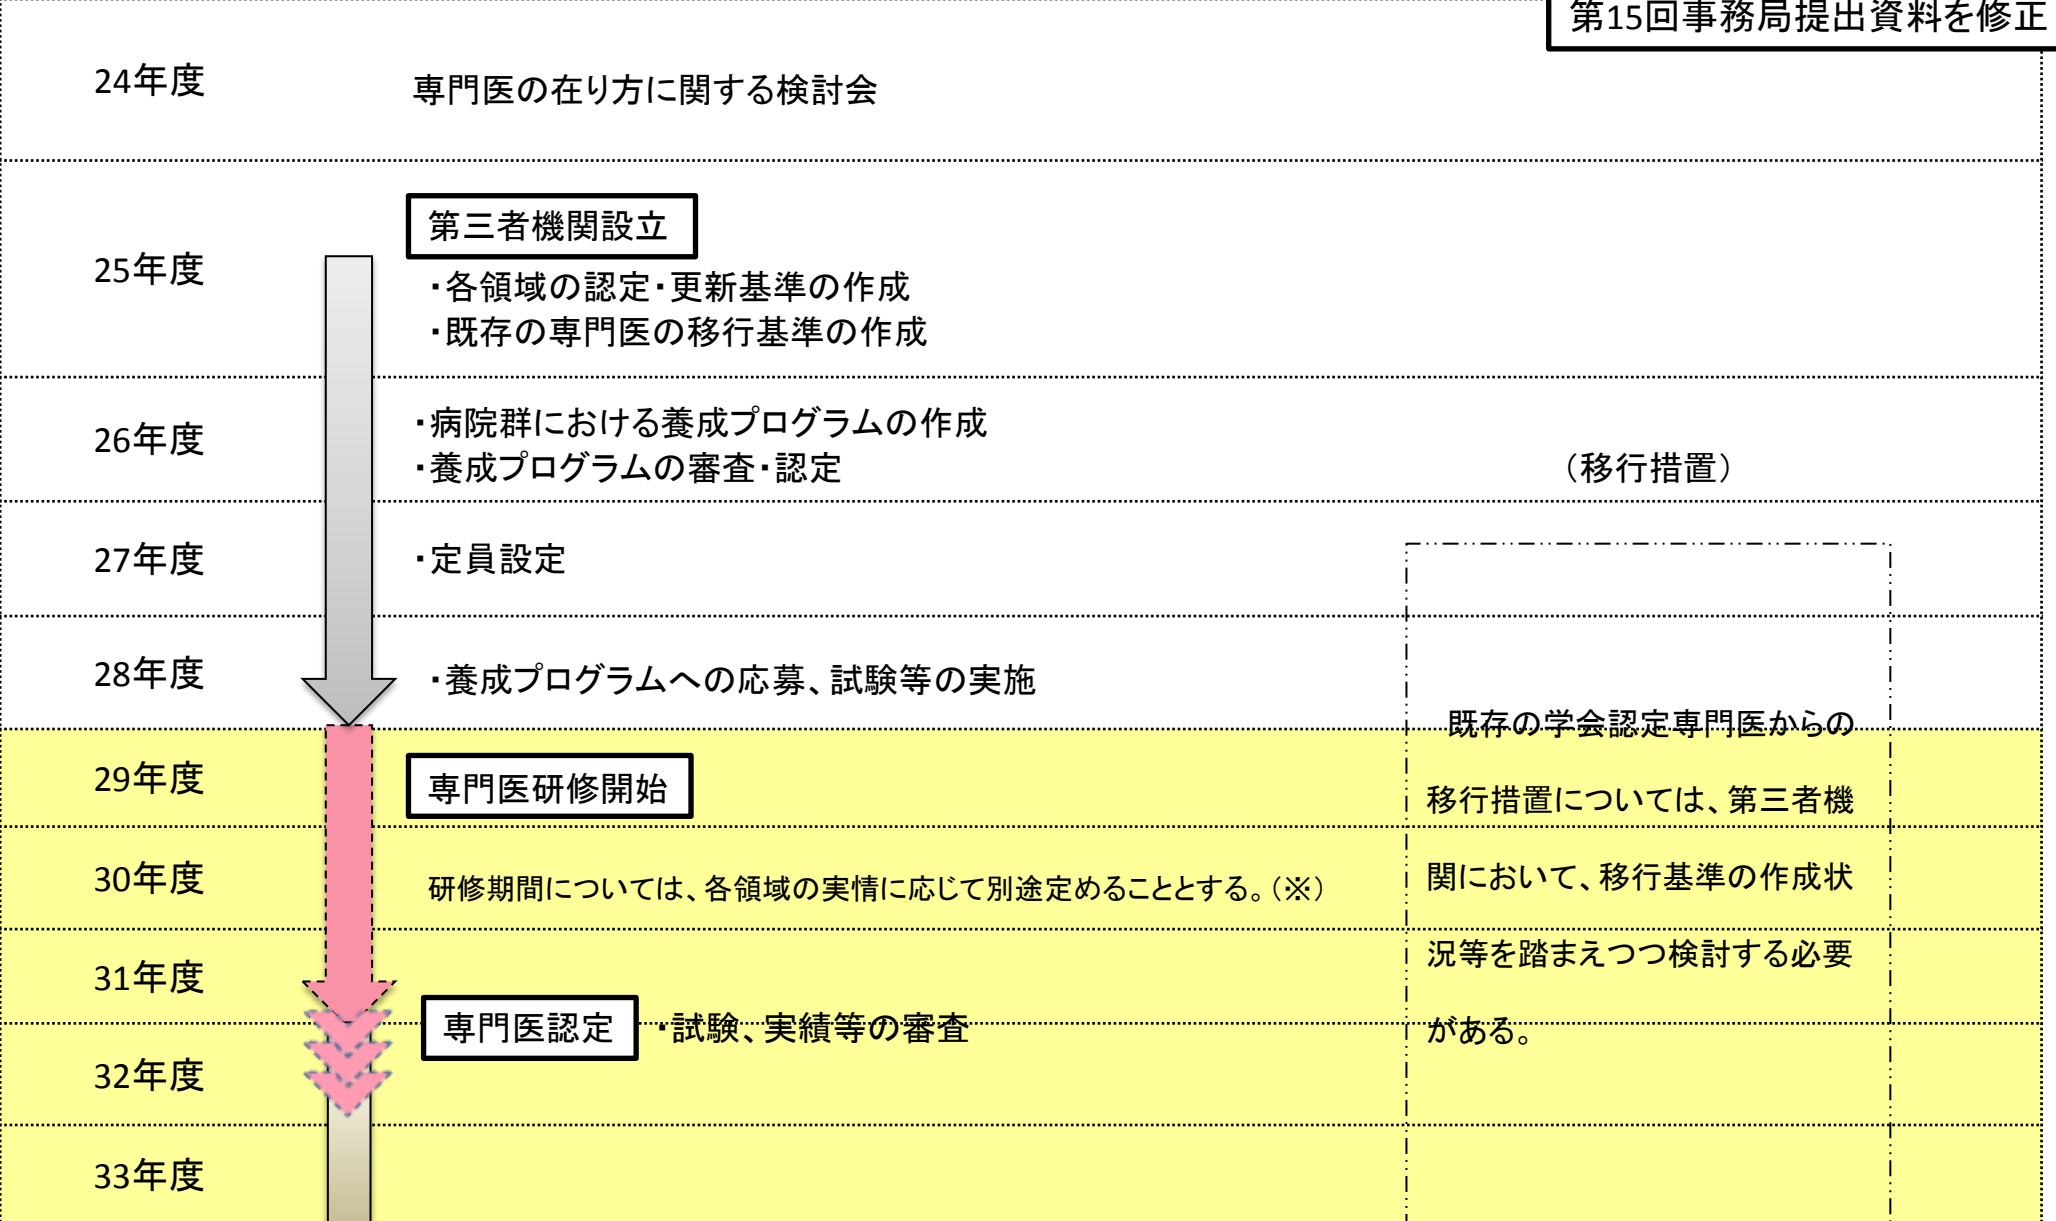 第15回事務局提出資料を修正
24年度
専門医の在り方に関する検討会
25年度
第三者機関設立
・各領域の認定・更新基準の作成
・既存の専門医の移行基準の作成
26年度
・病院群における養成プログラムの作成
・養成プログラムの審査・認定
（移行措置）
27年度
・定員設定
28年度
・養成プログラムへの応募、試験等の実施
29年度
専門医研修開始
30年度
研修期間については、各領域の実情に応じて別途定めることとする。（※）
31年度
専門医認定
・試験、実績等の審査
32年度
33年度
既存の学会認定専門医からの
移行措置については、第三者機
関において、移行基準の作成状
況等を踏まえつつ検討する必要
がある。